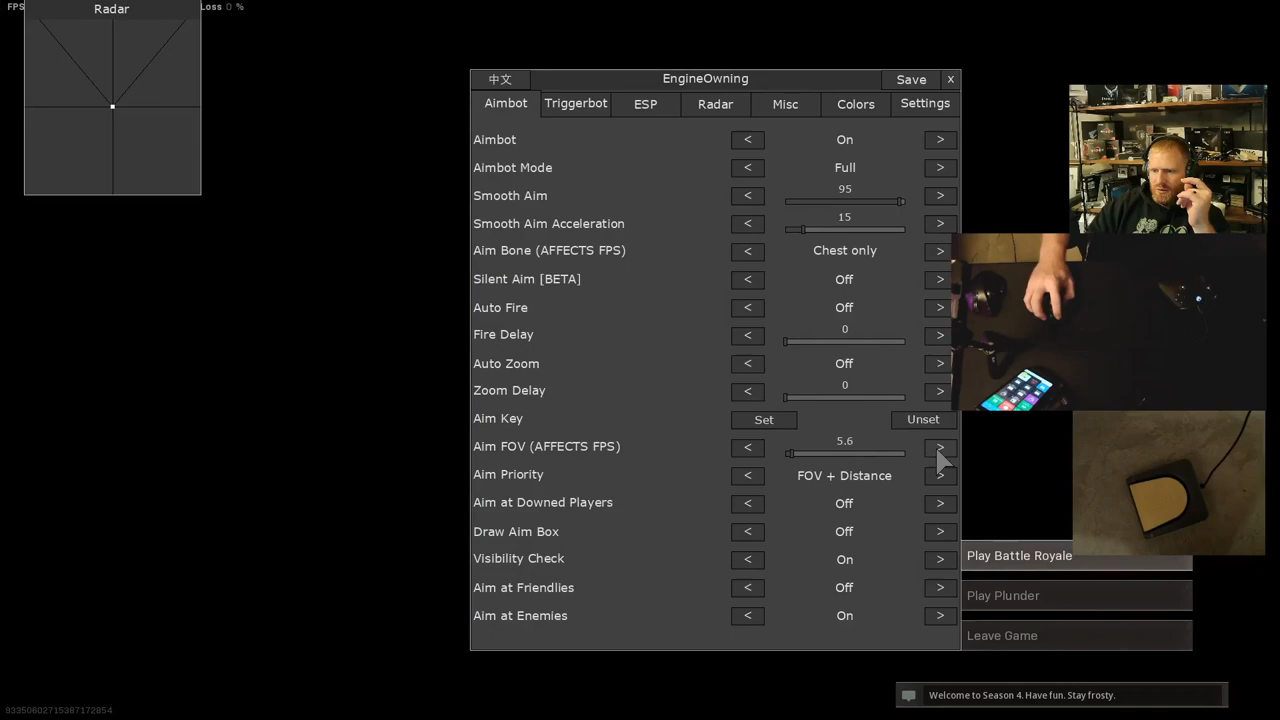 FPS
Radar
Loss 0 %
中文
EngineOwning
Save
x
Aimbot
Triggerbot
ESP
Radar
Misc
Colors
Settings
Aimbot < On >
Aimbot Mode < Full >
Smooth Aim < 95 >
Smooth Aim Acceleration < 15 >
Aim Bone (AFFECTS FPS) < Chest only >
Silent Aim [BETA] < Off >
Auto Fire < Off >
Fire Delay < 0 >
Auto Zoom < Off >
Zoom Delay < 0 >
Aim Key Set Unset
Aim FOV (AFFECTS FPS) < 5.6 >
Aim Priority < FOV + Distance >
Aim at Downed Players < Off >
Draw Aim Box < Off >
Visibility Check < On >
Aim at Friendlies < Off >
Aim at Enemies < On >
Play Battle Royale
Play Plunder
Leave Game
Welcome to Season 4. Have fun. Stay frosty.